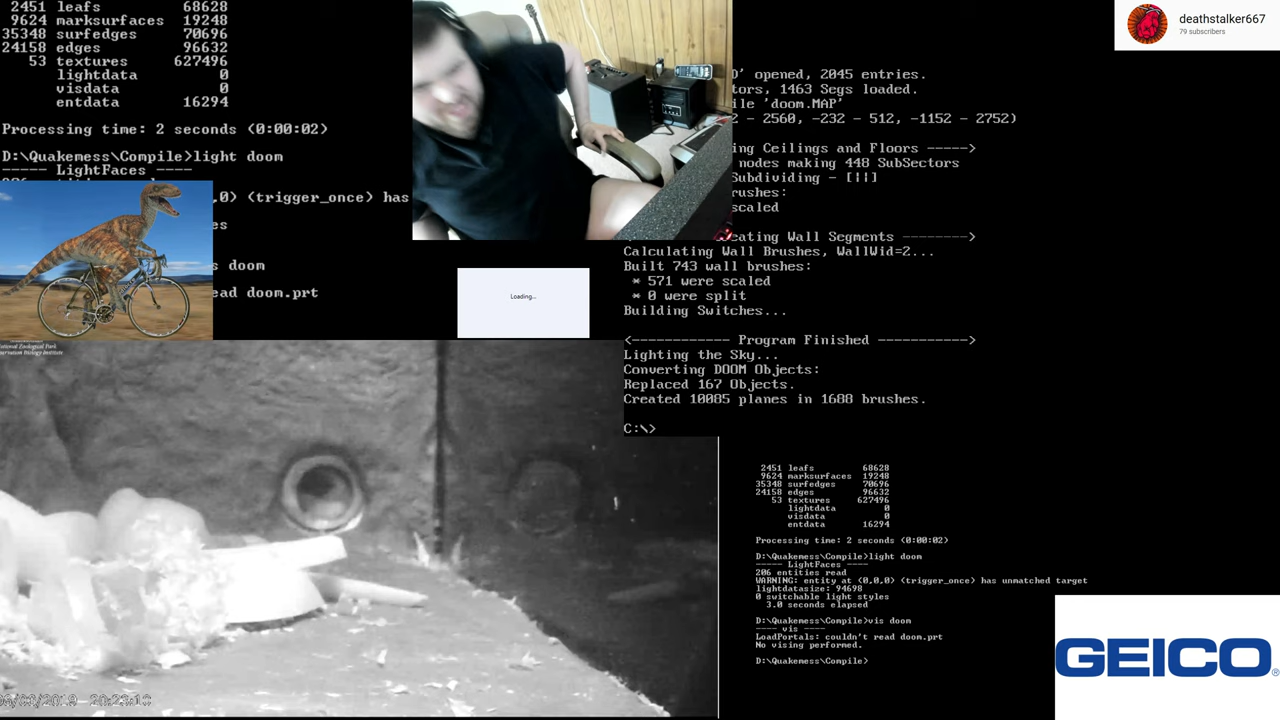 2451 leafs 68628
9624 marksurfaces 19248
35348 surfedges 70696
24158 edges 96632
53 textures 627496
lightdata 0
visdata 0
entdata 16294
Processing time: 2 seconds (0:00:02)
D:\Quakemess\Compile>light doom
----- LightFaces ----
,0) (trigger_once) has
doom
ead doom.prt
Loading...
deathstalker667
79 subscribers
' opened, 2045 entries.
tors, 1463 Segs loaded.
ile 'doom.MAP'
2 - 2560, -232 - 512, -1152 - 2752)
ing Ceilings and Floors ----->
nodes making 448 SubSectors
Subdividing - [||]
rushes:
scaled
eating Wall Segments -------->
Calculating Wall Brushes, WallWid=2...
Built 743 wall brushes:
* 571 were scaled
* 0 were split
Building Switches...
<------------ Program Finished ----------->
Lighting the Sky...
Converting DOOM Objects:
Replaced 167 Objects.
Created 10085 planes in 1688 brushes.
C:\>
National Zoological Park
Conservation Biology Institute
2451 leafs 68628
9624 marksurfaces 19248
35348 surfedges 70696
24158 edges 96632
53 textures 627496
lightdata 0
visdata 0
entdata 16294
Processing time: 2 seconds (0:00:02)
D:\Quakemess\Compile>light doom
----- LightFaces ----
206 entities read
WARNING: entity at (0,0,0) (trigger_once) has unmatched target
lightdatasize: 94698
0 switchable light styles
3.0 seconds elapsed
D:\Quakemess\Compile>vis doom
---- vis ----
LoadPortals: couldn't read doom.prt
No vising performed.
D:\Quakemess\Compile>
GEICO®